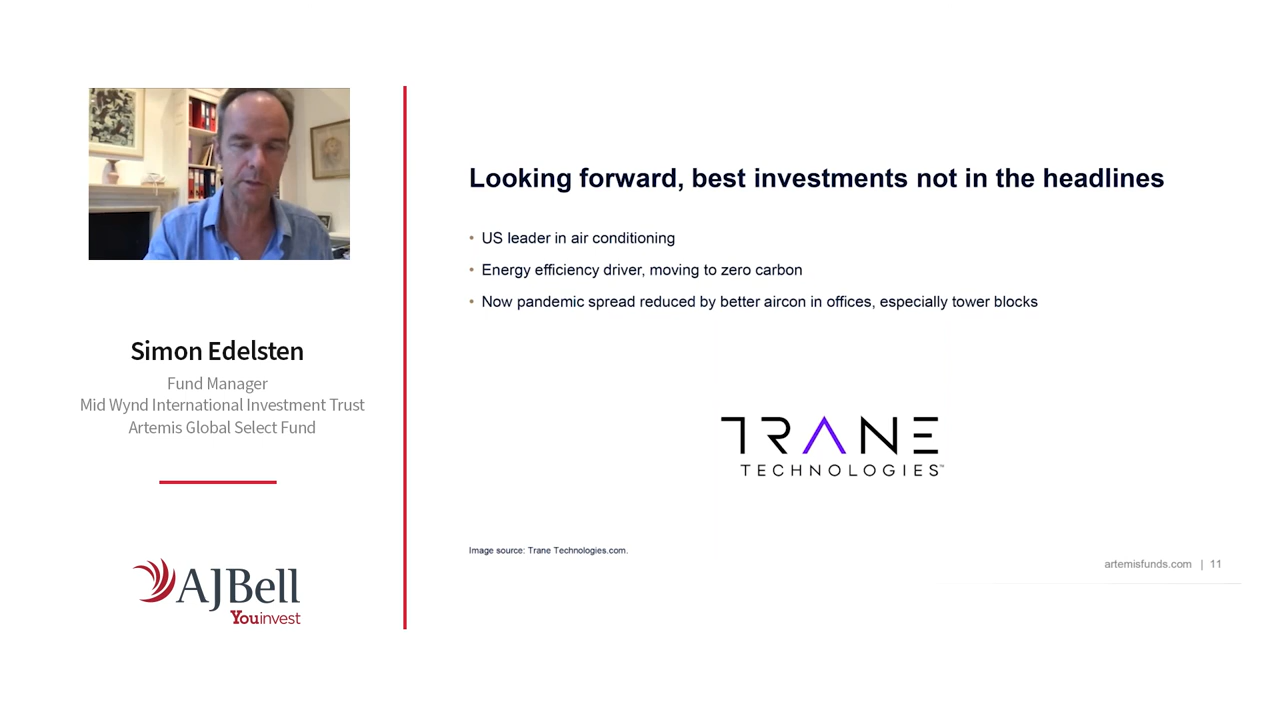 Simon Edelsten
Fund Manager
Mid Wynd International Investment Trust
Artemis Global Select Fund
AJBell
Youinvest
Looking forward, best investments not in the headlines
• US leader in air conditioning
• Energy efficiency driver, moving to zero carbon
• Now pandemic spread reduced by better aircon in offices, especially tower blocks
TRANE
TECHNOLOGIES™
Image source: Trane Technologies.com.
artemisfunds.com | 11